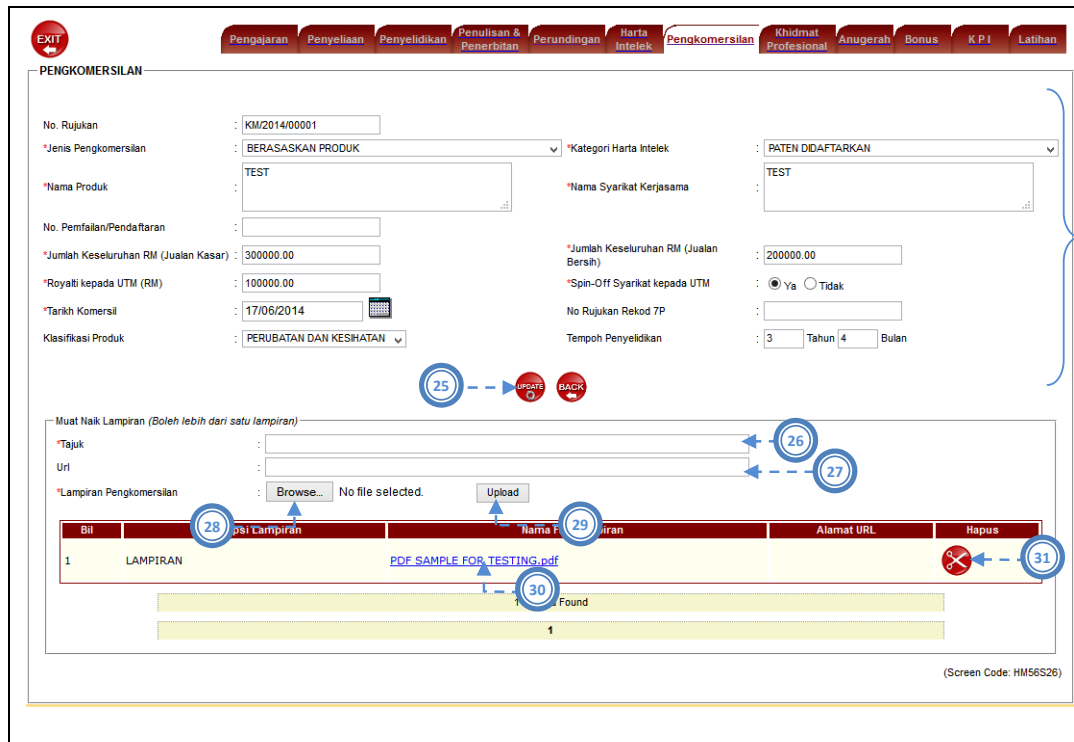 EXIT
Pengajaran Penyeliaan Penyelidikan Penulisan & Penerbitan Perundingan Harta Intelek Pengkomersilan Khidmat Profesional Anugerah Bonus K P I Latihan
PENGKOMERSILAN
No. Rujukan : KM/2014/00001
*Jenis Pengkomersilan : BERASASKAN PRODUK *Kategori Harta Intelek : PATEN DIDAFTARKAN
*Nama Produk : TEST *Nama Syarikat Kerjasama : TEST
No. Pemfailan/Pendaftaran :
*Jumlah Keseluruhan RM (Jualan Kasar) : 300000.00 *Jumlah Keseluruhan RM (Jualan Bersih) : 200000.00
*Royalti kepada UTM (RM) : 100000.00 *Spin-Off Syarikat kepada UTM : Ya Tidak
*Tarikh Komersil : 17/06/2014 No Rujukan Rekod 7P :
Klasifikasi Produk : PERUBATAN DAN KESIHATAN Tempoh Penyelidikan : 3 Tahun 4 Bulan
25 UPDATE BACK
Muat Naik Lampiran (Boleh lebih dari satu lampiran)
*Tajuk : 26
Url : 27
*Lampiran Pengkomersilan : Browse... No file selected. Upload
28 29
Bil psi Lampiran Nama F piran Alamat URL Hapus
1 LAMPIRAN PDF SAMPLE FOR TESTING.pdf 31
30
1 Found
1
(Screen Code: HM56S26)